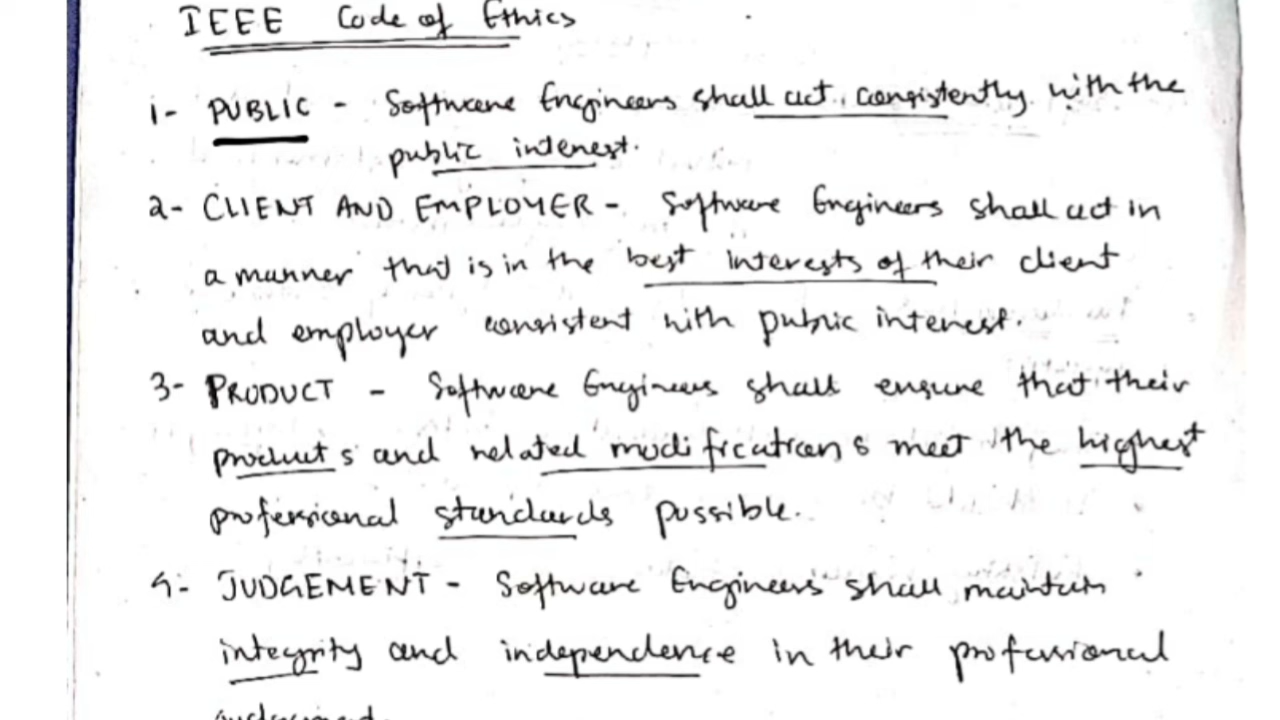 IEEE Code of Ethics
1- PUBLIC - Software Engineers shall act consistently with the
public interest.
2- CLIENT AND EMPLOYER - Software Engineers shall act in
a manner that is in the best interests of their client
and employer consistent with public interest.
3- PRODUCT - Software Engineers shall ensure that their
products and related modifications meet the highest
professional standards possible.
4- JUDGEMENT - Software Engineers shall maintain
integrity and independence in their professional